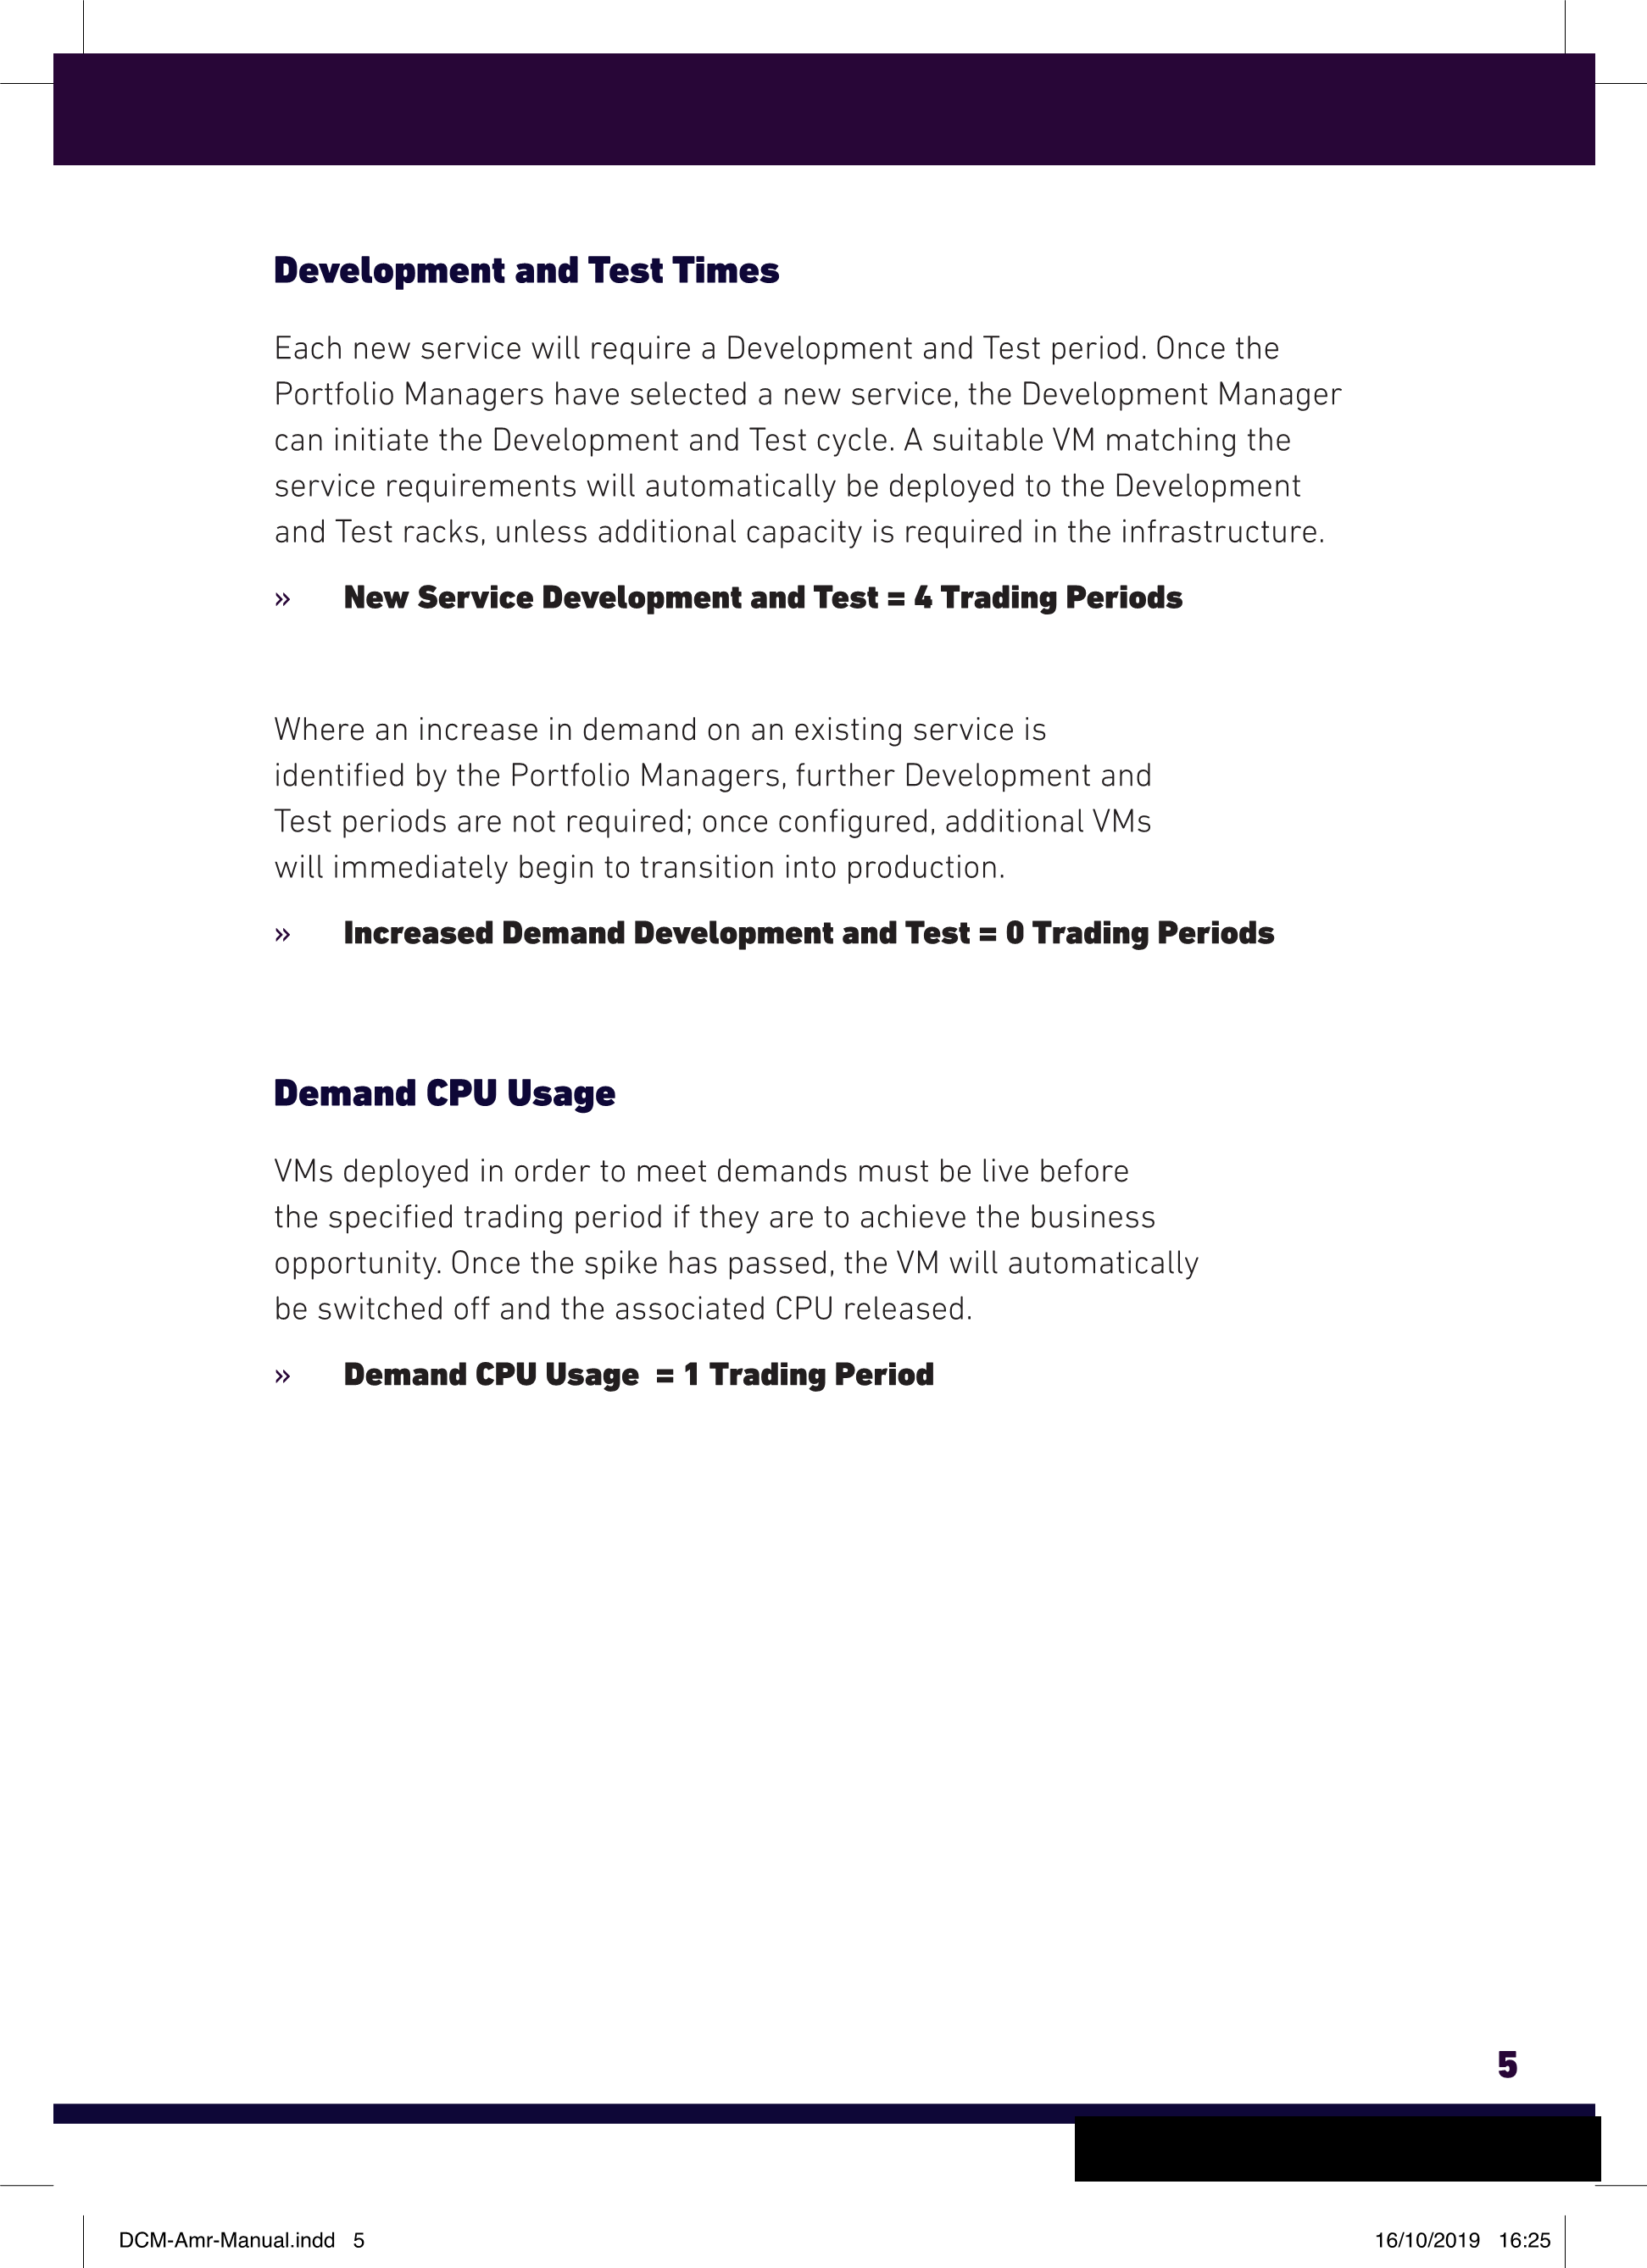 Development and Test Times
Each new service will require a Development and Test period. Once the
Portfolio Managers have selected a new service, the Development Manager
can initiate the Development and Test cycle. A suitable VM matching the
service requirements will automatically be deployed to the Development
and Test racks, unless additional capacity is required in the infrastructure.
» New Service Development and Test = 4 Trading Periods
Where an increase in demand on an existing service is
identified by the Portfolio Managers, further Development and
Test periods are not required; once configured, additional VMs
will immediately begin to transition into production.
» Increased Demand Development and Test = 0 Trading Periods
Demand CPU Usage
VMs deployed in order to meet demands must be live before
the specified trading period if they are to achieve the business
opportunity. Once the spike has passed, the VM will automatically
be switched off and the associated CPU released.
» Demand CPU Usage  = 1 Trading Period
5
DCM-Amr-Manual.indd   5
16/10/2019   16:25